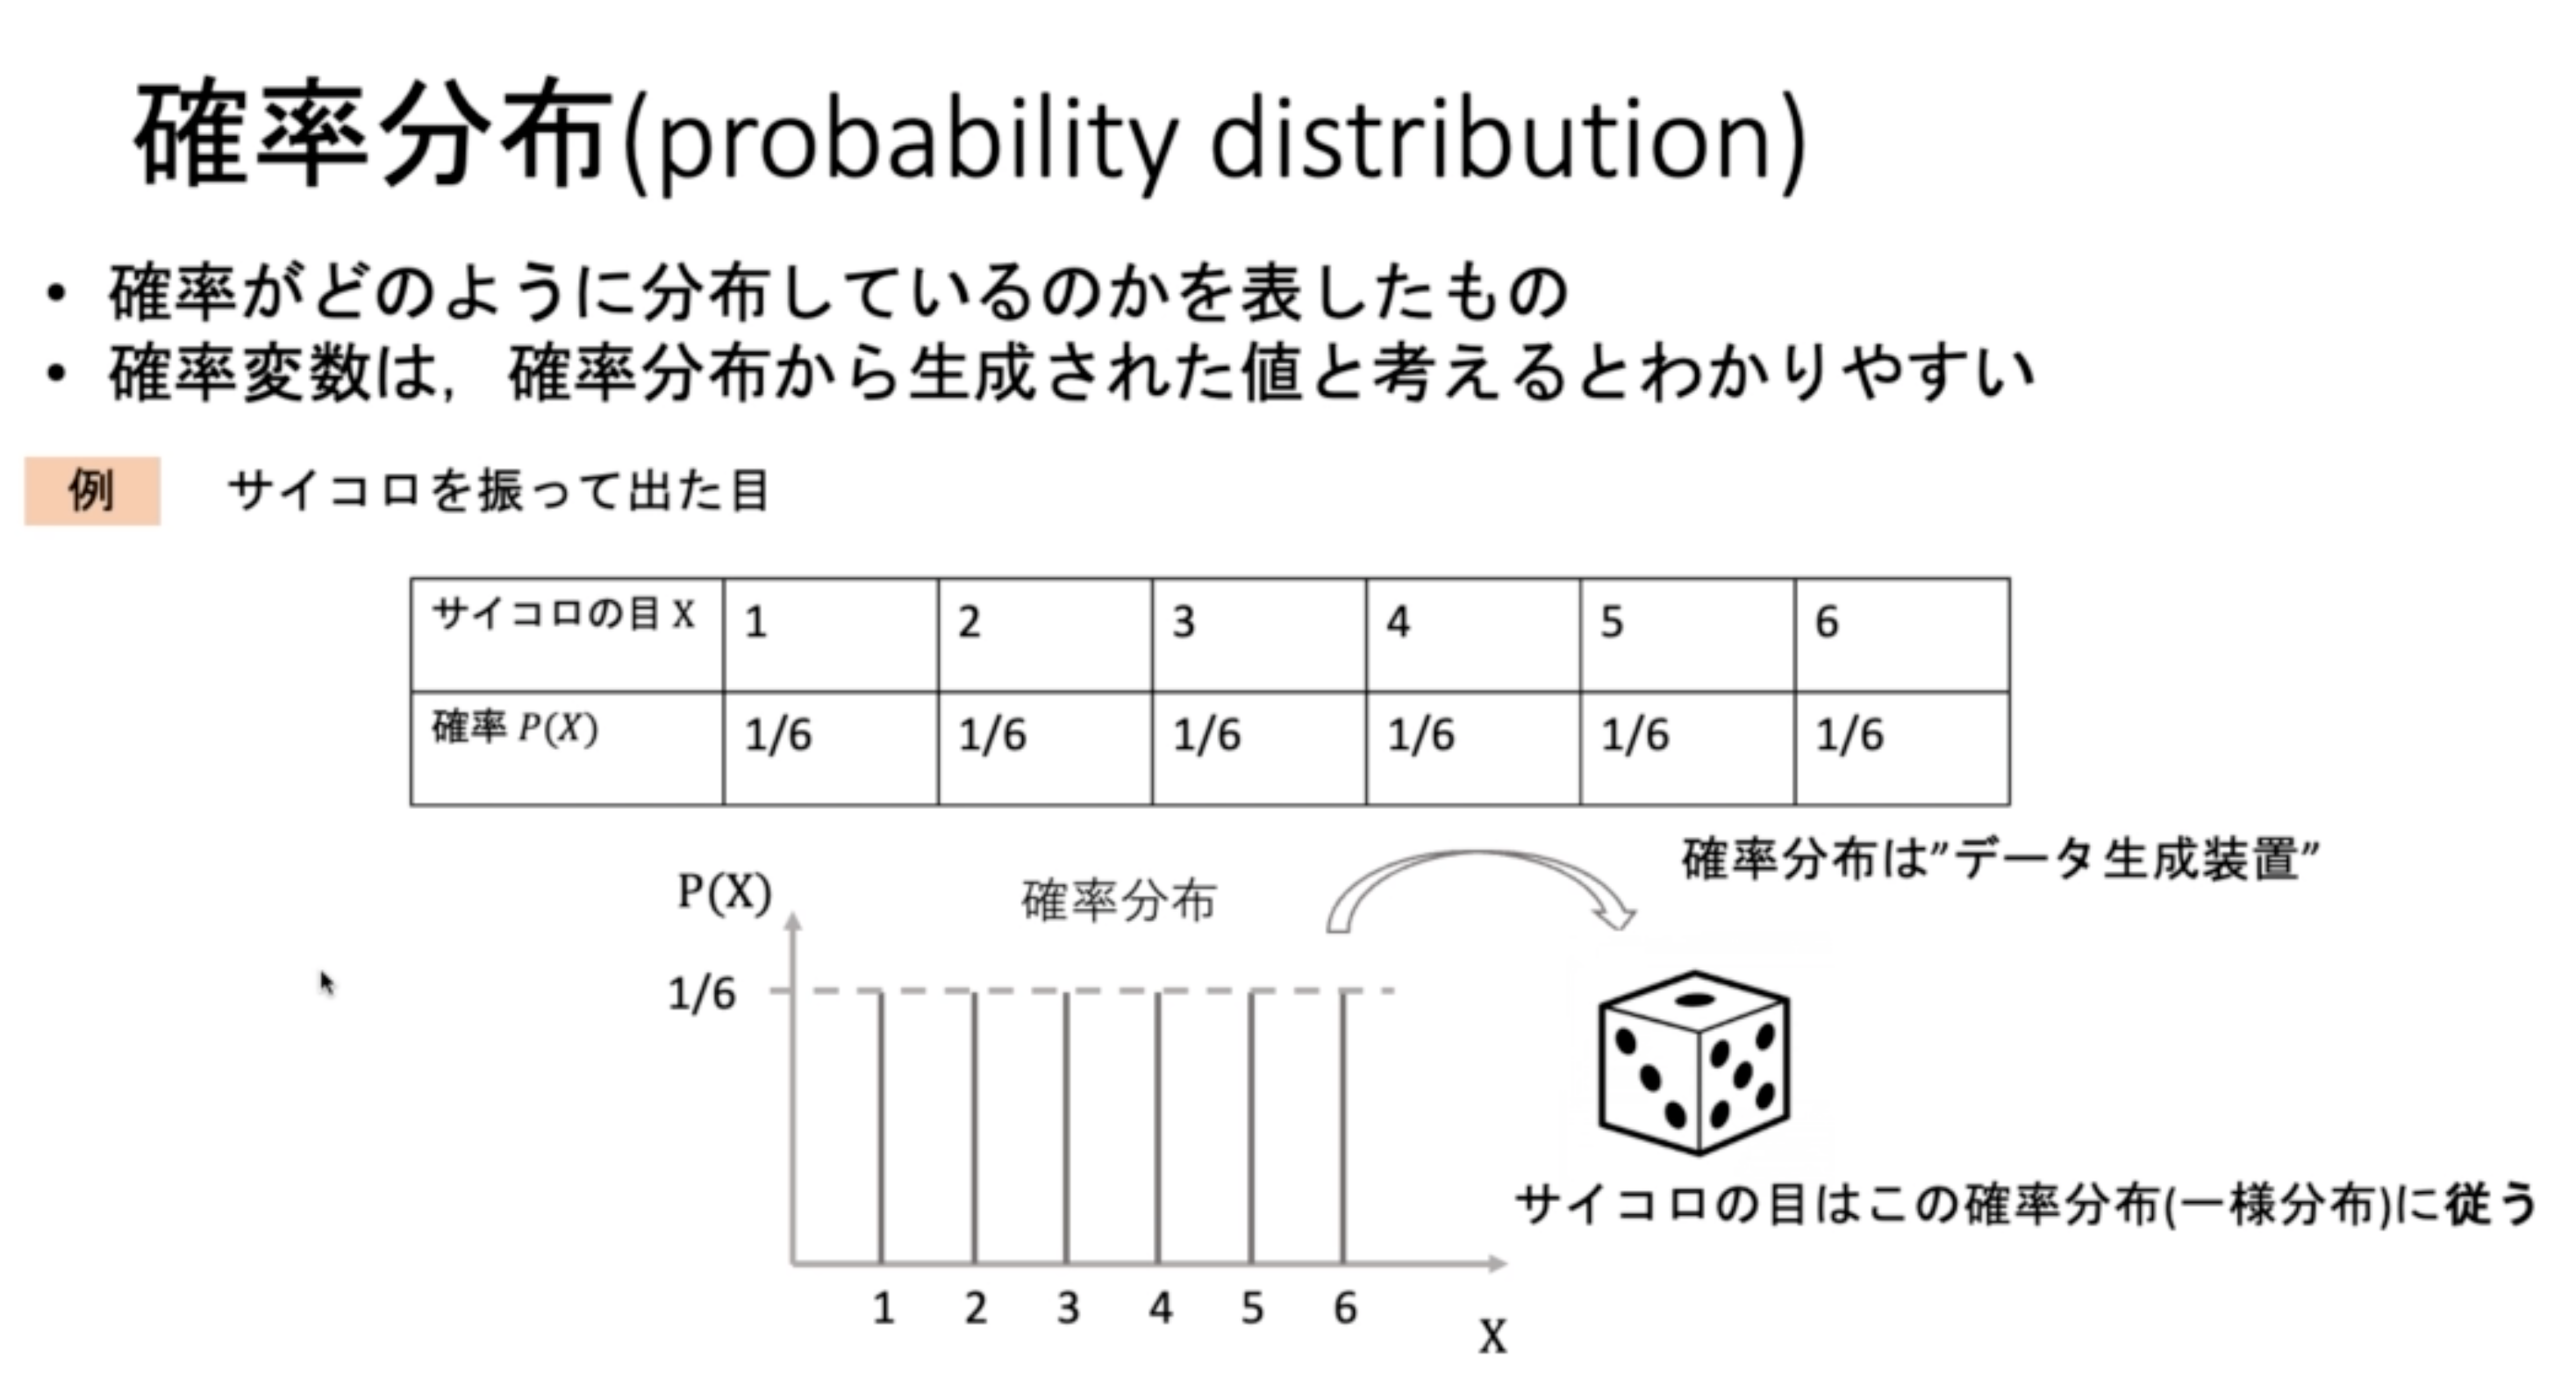 確率分布(probability distribution)
• 確率がどのように分布しているのかを表したもの
• 確率変数は，確率分布から生成された値と考えるとわかりやすい
例 サイコロを振って出た目
サイコロの目 X 1 2 3 4 5 6
確率 P(X) 1/6 1/6 1/6 1/6 1/6 1/6
確率分布は”データ生成装置”
P(X) 確率分布
1/6
サイコロの目はこの確率分布(一様分布)に従う
1 2 3 4 5 6
X